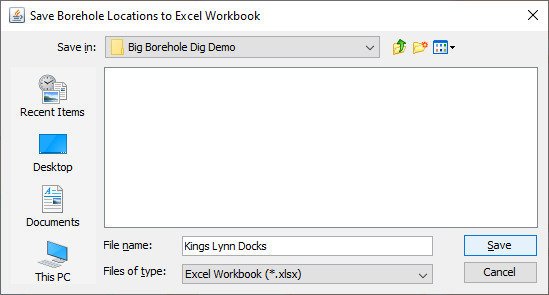 Save Borehole Locations to Excel Workbook
Save in: Big Borehole Dig Demo
Recent Items
Desktop
Documents
This PC
File name: Kings Lynn Docks Save
Files of type: Excel Workbook (*.xlsx) Cancel